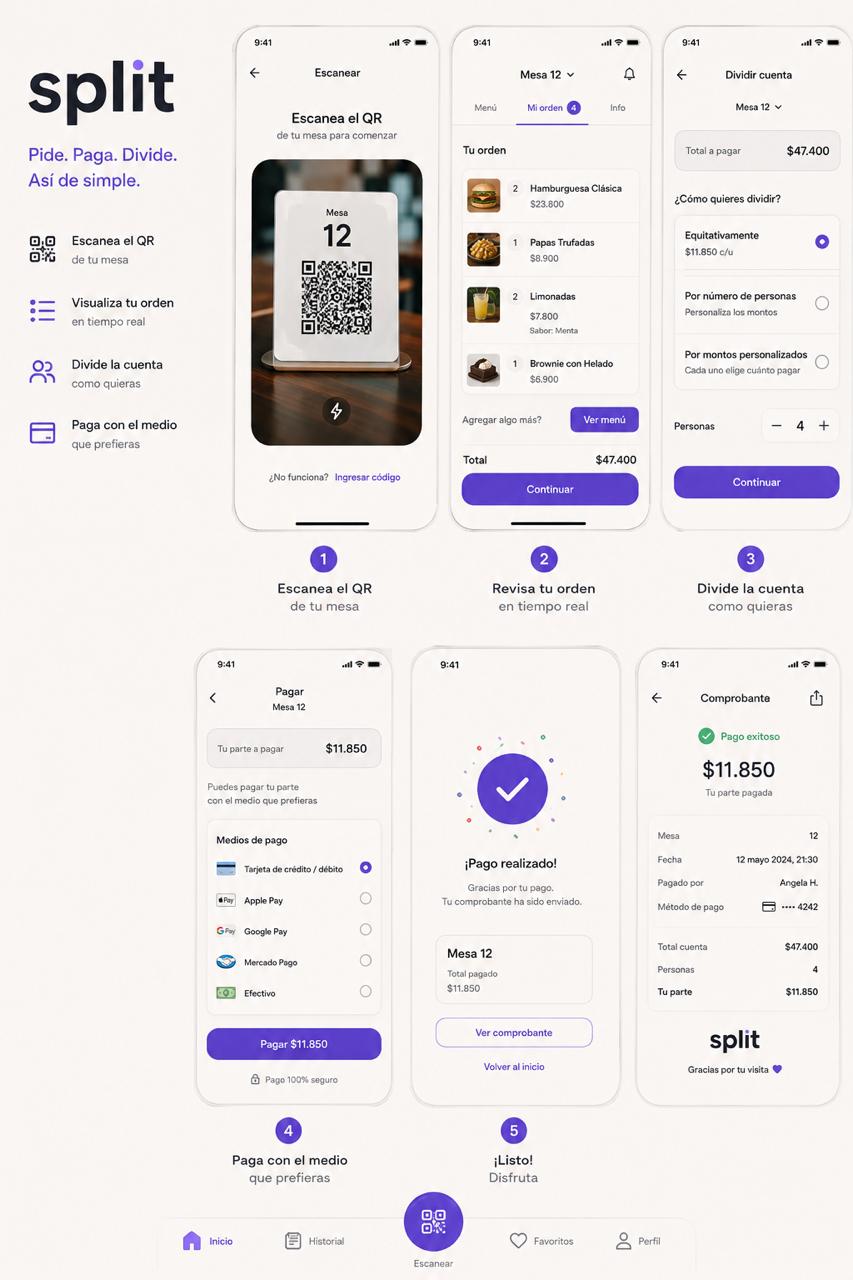 split
Pide. Paga. Divide.
Así de simple.
Escanea el QR
de tu mesa
Visualiza tu orden
en tiempo real
Divide la cuenta
como quieras
Paga con el medio
que prefieras
9:41
Escanear
Escanea el QR
de tu mesa para comenzar
Mesa
12
¿No funciona? Ingresar código
1
Escanea el QR
de tu mesa
9:41
Mesa 12
Menú Mi orden 4 Info
Tu orden
2 Hamburguesa Clásica
$23.800
1 Papas Trufadas
$8.900
2 Limonadas
$7.800
Sabor: Menta
1 Brownie con Helado
$6.900
Agregar algo más? Ver menú
Total $47.400
Continuar
2
Revisa tu orden
en tiempo real
9:41
Dividir cuenta
Mesa 12
Total a pagar $47.400
¿Cómo quieres dividir?
Equitativamente
$11.850 c/u
Por número de personas
Personaliza los montos
Por montos personalizados
Cada uno elige cuánto pagar
Personas − 4 +
Continuar
3
Divide la cuenta
como quieras
9:41
Pagar
Mesa 12
Tu parte a pagar $11.850
Puedes pagar tu parte
con el medio que prefieras
Medios de pago
Tarjeta de crédito / débito
Pay Apple Pay
G Pay Google Pay
Mercado Pago
Efectivo
Pagar $11.850
Pago 100% seguro
4
Paga con el medio
que prefieras
9:41
¡Pago realizado!
Gracias por tu pago.
Tu comprobante ha sido enviado.
Mesa 12
Total pagado
$11.850
Ver comprobante
Volver al inicio
5
¡Listo!
Disfruta
9:41
Comprobante
Pago exitoso
$11.850
Tu parte pagada
Mesa 12
Fecha 12 mayo 2024, 21:30
Pagado por Angela H.
Método de pago •••• 4242
Total cuenta $47.400
Personas 4
Tu parte $11.850
split
Gracias por tu visita
Inicio
Historial
Escanear
Favoritos
Perfil